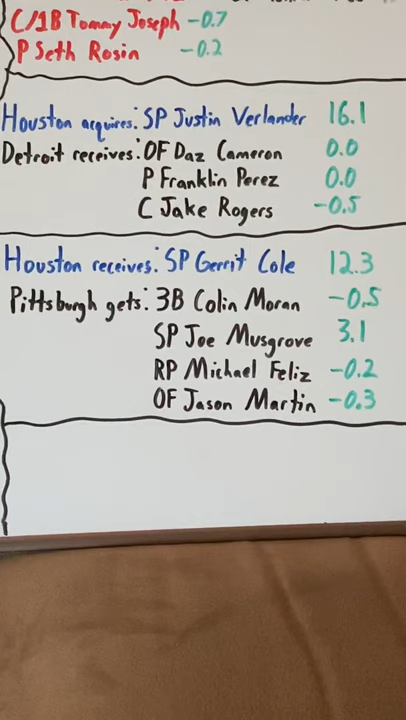 C/1B Tommy Joseph -0.7
P Seth Rosin -0.2
Houston acquires: SP Justin Verlander 16.1
Detroit receives: OF Daz Cameron 0.0
P Franklin Perez 0.0
C Jake Rogers -0.5
Houston receives: SP Gerrit Cole 12.3
Pittsburgh gets: 3B Colin Moran -0.5
SP Joe Musgrove 3.1
RP Michael Feliz -0.2
OF Jason Martin -0.3